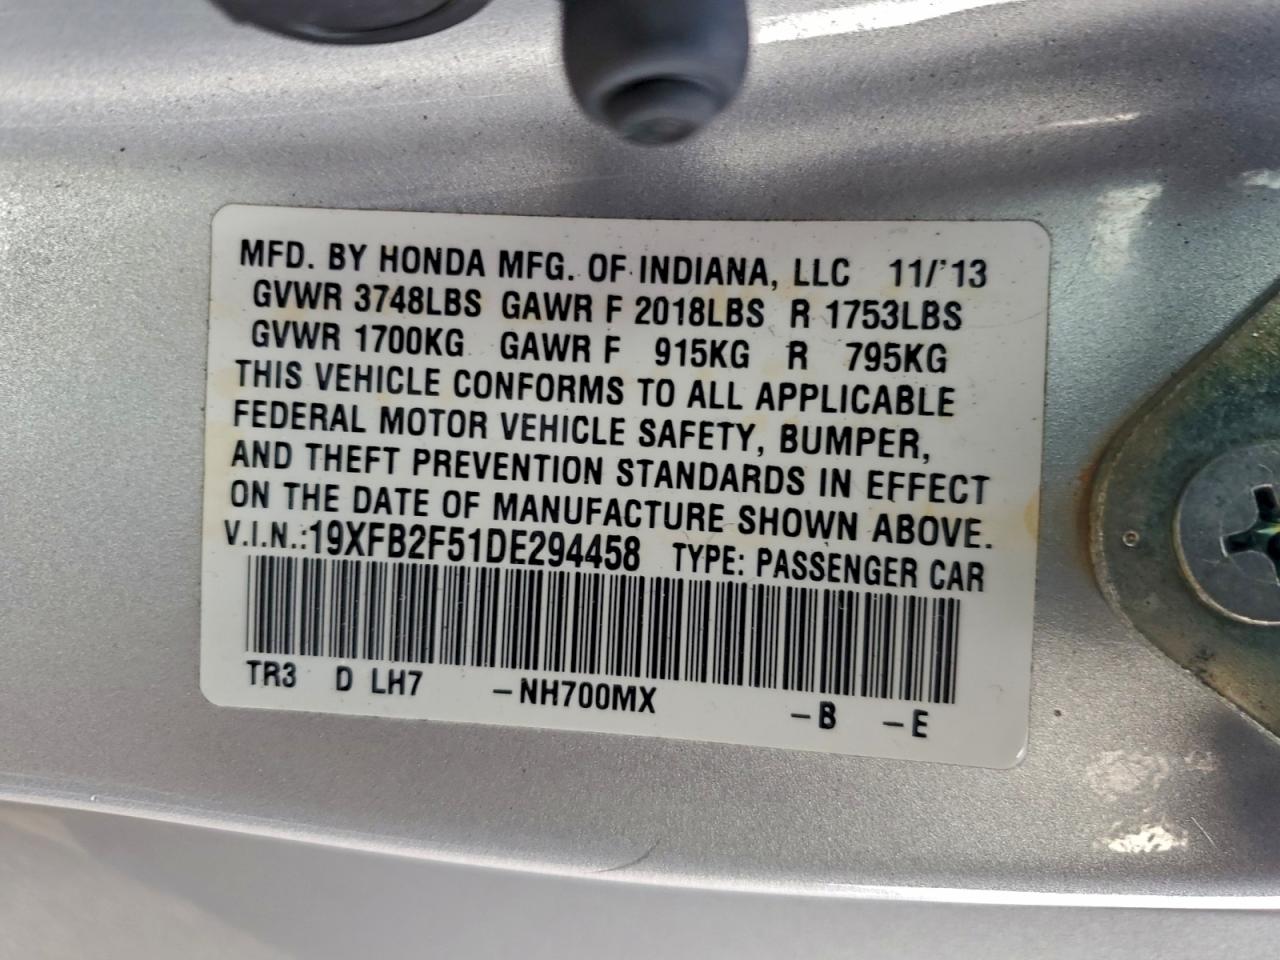 MFD. BY HONDA MFG. OF INDIANA, LLC 11/'13
GVWR 3748LBS GAWR F 2018LBS R 1753LBS
GVWR 1700KG GAWR F 915KG R 795KG
THIS VEHICLE CONFORMS TO ALL APPLICABLE
FEDERAL MOTOR VEHICLE SAFETY, BUMPER,
AND THEFT PREVENTION STANDARDS IN EFFECT
ON THE DATE OF MANUFACTURE SHOWN ABOVE.
V.I.N.:19XFB2F51DE294458 TYPE: PASSENGER CAR
TR3 D LH7 -NH700MX -B -E